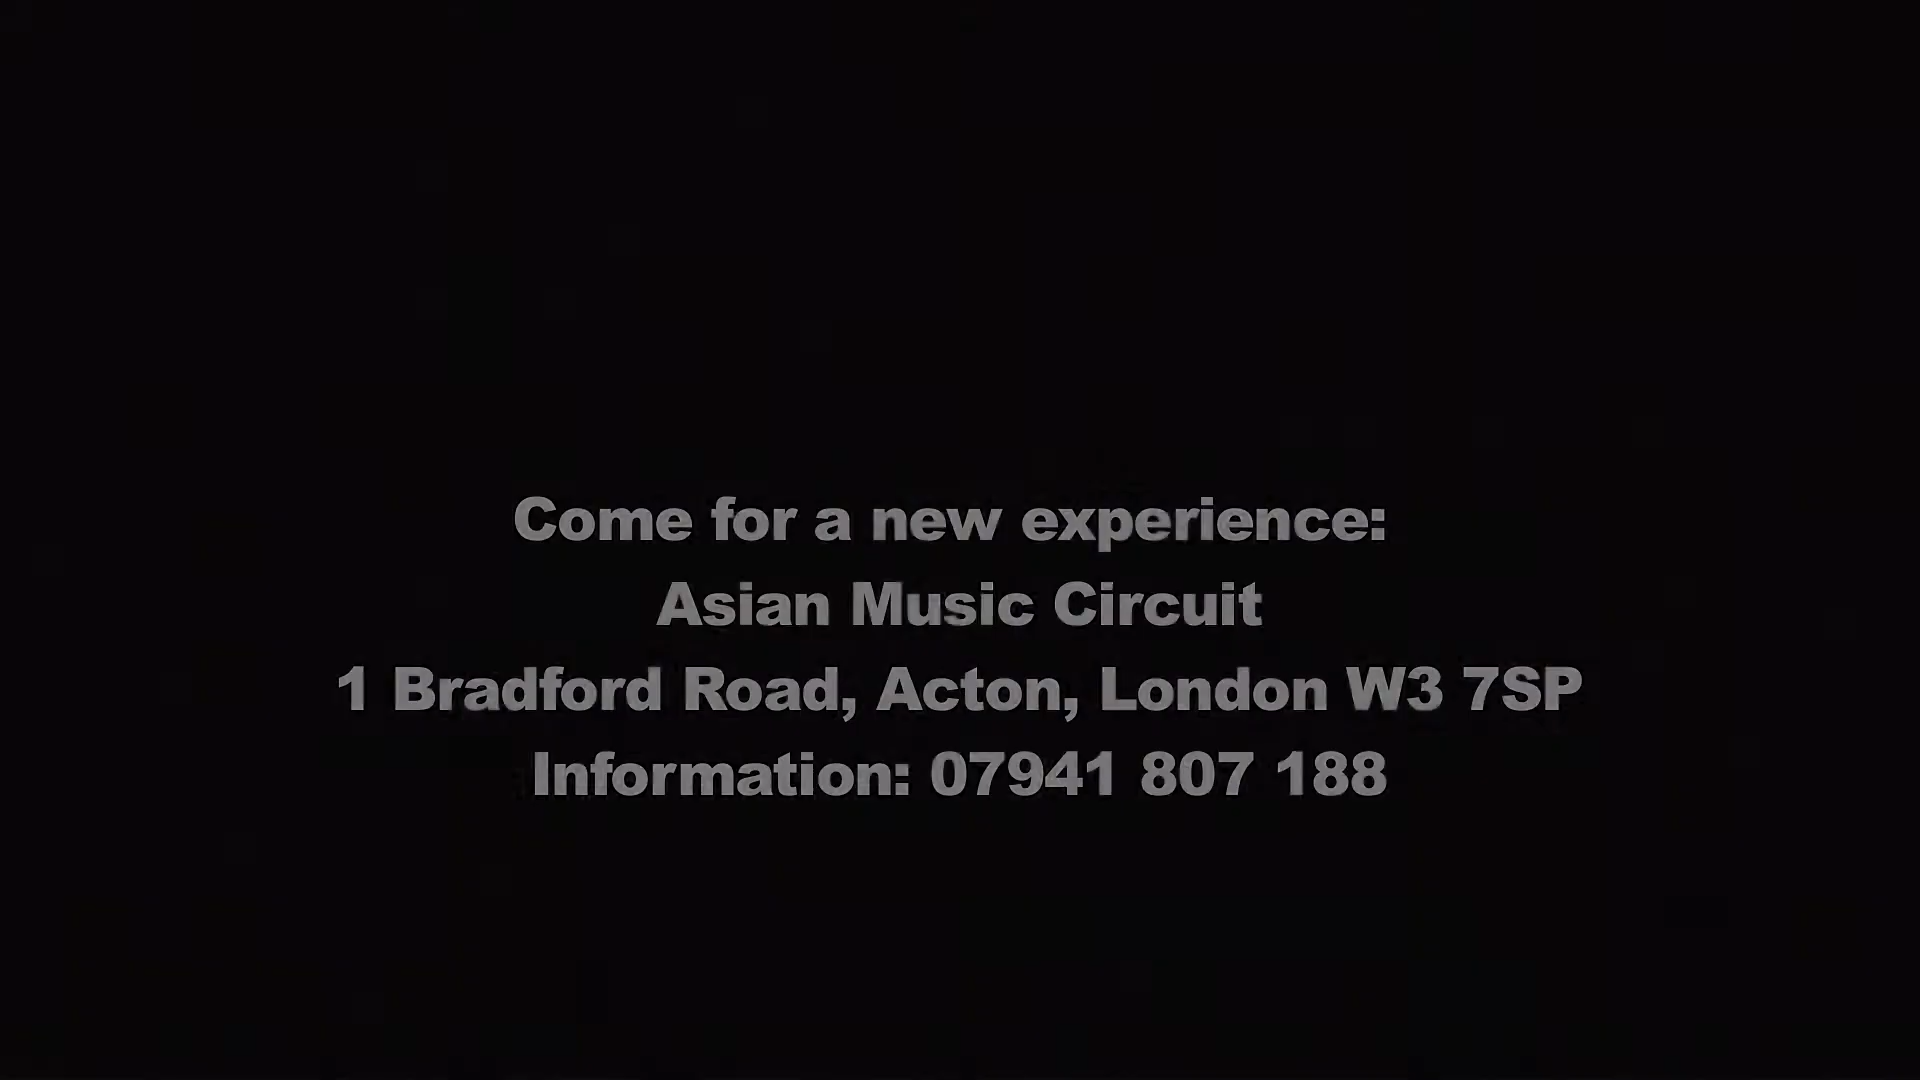 Come for a new experience:
Asian Music Circuit
1 Bradford Road, Acton, London W3 7SP
Information: 07941 807 188